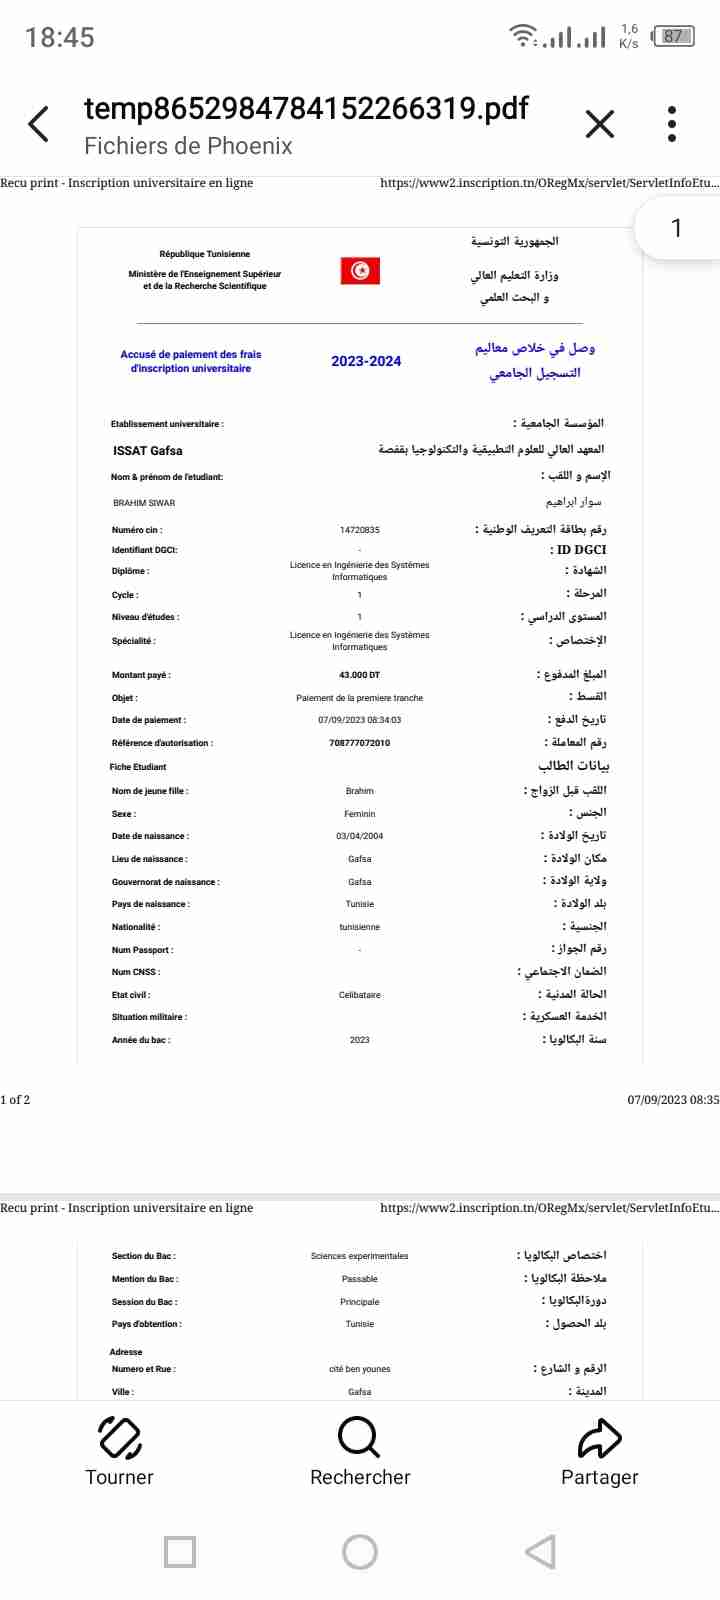 18:45
1,6 K/s
87
temp8652984784152266319.pdf
Fichiers de Phoenix
Recu print - Inscription universitaire en ligne https://www2.inscription.tn/ORegMx/servlet/ServletInfoEtu...
1
République Tunisienne الجمهورية التونسية
Ministère de l'Enseignement Supérieur وزارة التعليم العالي
et de la Recherche Scientifique و البحث العلمي
Accusé de paiement des frais 2023-2024 وصل في خلاص معاليم
d'inscription universitaire التسجيل الجامعي
Etablissement universitaire : المؤسسة الجامعية :
ISSAT Gafsa المعهد العالي للعلوم التطبيقية والتكنولوجيا بقفصة
Nom & prénom de l'etudiant: الإسم و اللقب :
BRAHIM SIWAR سوار ابراهيم
Numéro cin : 14720835 رقم بطاقة التعريف الوطنية :
Identifiant DGCI: - ID DGCI :
Diplôme : Licence en Ingénierie des Systèmes الشهادة :
Informatiques
Cycle : 1 المرحلة :
Niveau d'études : 1 المستوى الدراسي :
Spécialité : Licence en Ingénierie des Systèmes الإختصاص :
Informatiques
Montant payé : 43.000 DT المبلغ المدفوع :
Objet : Paiement de la premiere tranche القسط :
Date de paiement : 07/09/2023 08:34:03 تاريخ الدفع :
Référence d'autorisation : 708777072010 رقم المعاملة :
Fiche Etudiant بيانات الطالب
Nom de jeune fille : Brahim اللقب قبل الزواج :
Sexe : Feminin الجنس :
Date de naissance : 03/04/2004 تاريخ الولادة :
Lieu de naissance : Gafsa مكان الولادة :
Gouvernorat de naissance : Gafsa ولاية الولادة :
Pays de naissance : Tunisie بلد الولادة :
Nationalité : tunisienne الجنسية :
Num Passport : - رقم الجواز :
Num CNSS : الضمان الاجتماعي :
Etat civil : Celibataire الحالة المدنية :
Situation militaire : الخدمة العسكرية :
Année du bac : 2023 سنة البكالويا :
1 of 2 07/09/2023 08:35
Recu print - Inscription universitaire en ligne https://www2.inscription.tn/ORegMx/servlet/ServletInfoEtu...
Section du Bac : Sciences experimentales اختصاص البكالويا :
Mention du Bac : Passable ملاحظة البكالويا :
Session du Bac : Principale دورةالبكالويا :
Pays d'obtention : Tunisie بلد الحصول :
Adresse
Numero et Rue : cité ben younes الرقم و الشارع :
Ville : Gafsa المدينة :
Tourner Rechercher Partager